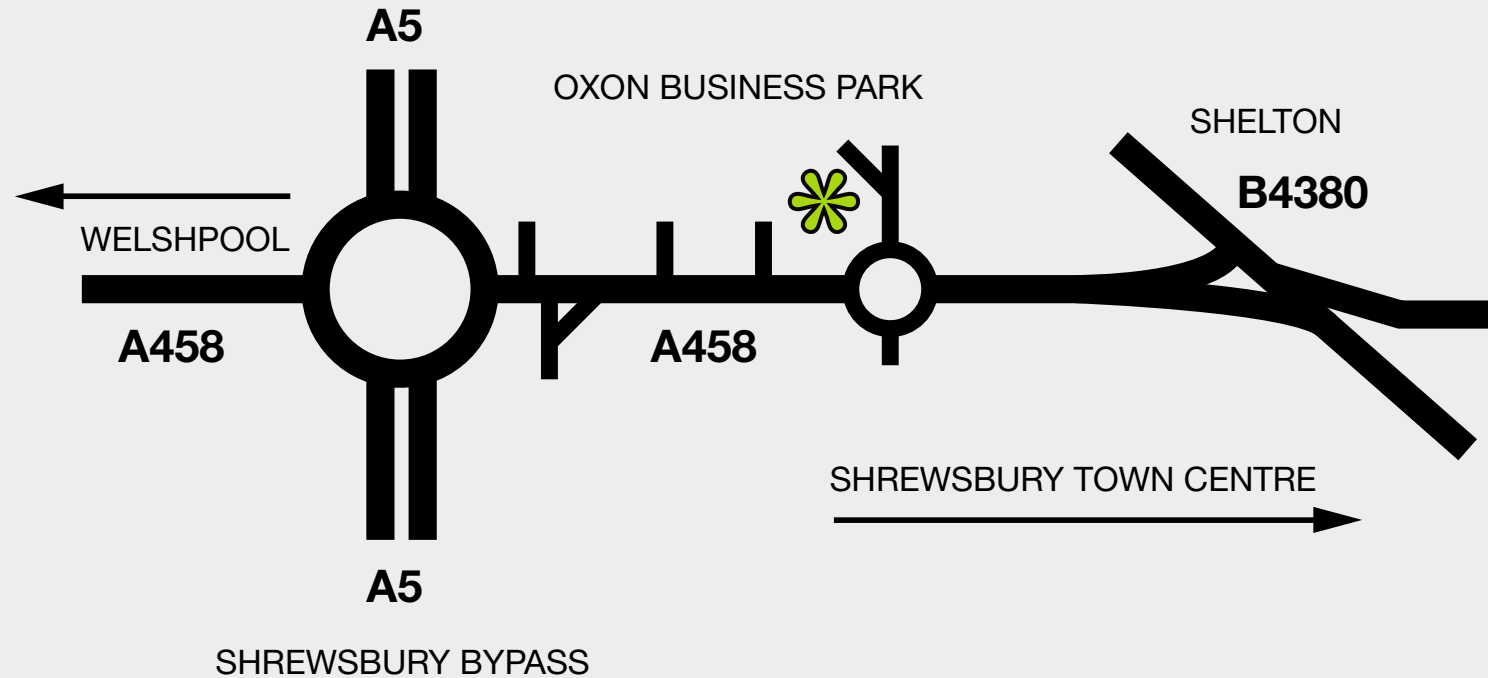 A5
OXON BUSINESS PARK
SHELTON
B4380
WELSHPOOL
A458
A458
SHREWSBURY TOWN CENTRE
A5
SHREWSBURY BYPASS